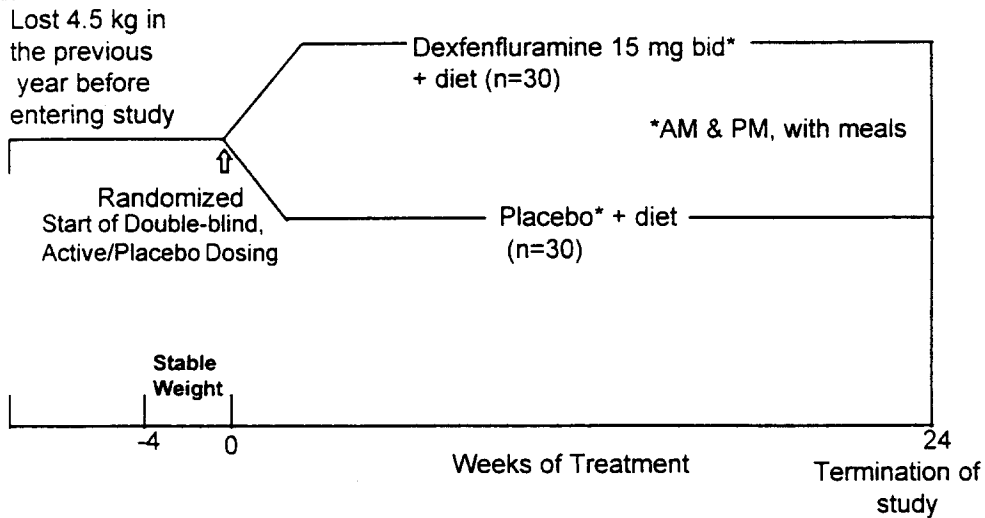 Lost 4.5 kg in
the previous
year before
entering study
Dexfenfluramine 15 mg bid*
+ diet (n=30)
*AM & PM, with meals
Randomized
Start of Double-blind,
Active/Placebo Dosing
Placebo* + diet
(n=30)
Stable
Weight
-4
0
24
Weeks of Treatment
Termination of
study